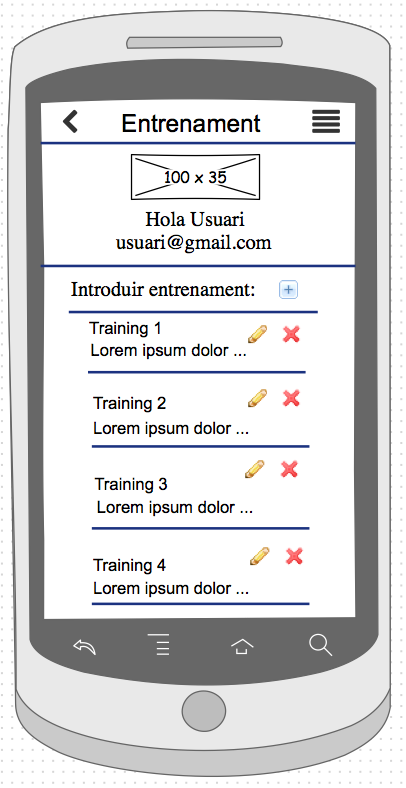 Entrenament
100 x 35
Hola Usuari
usuari@gmail.com
Introduir entrenament:
Training 1
Lorem ipsum dolor ...
Training 2
Lorem ipsum dolor ...
Training 3
Lorem ipsum dolor ...
Training 4
Lorem ipsum dolor ...